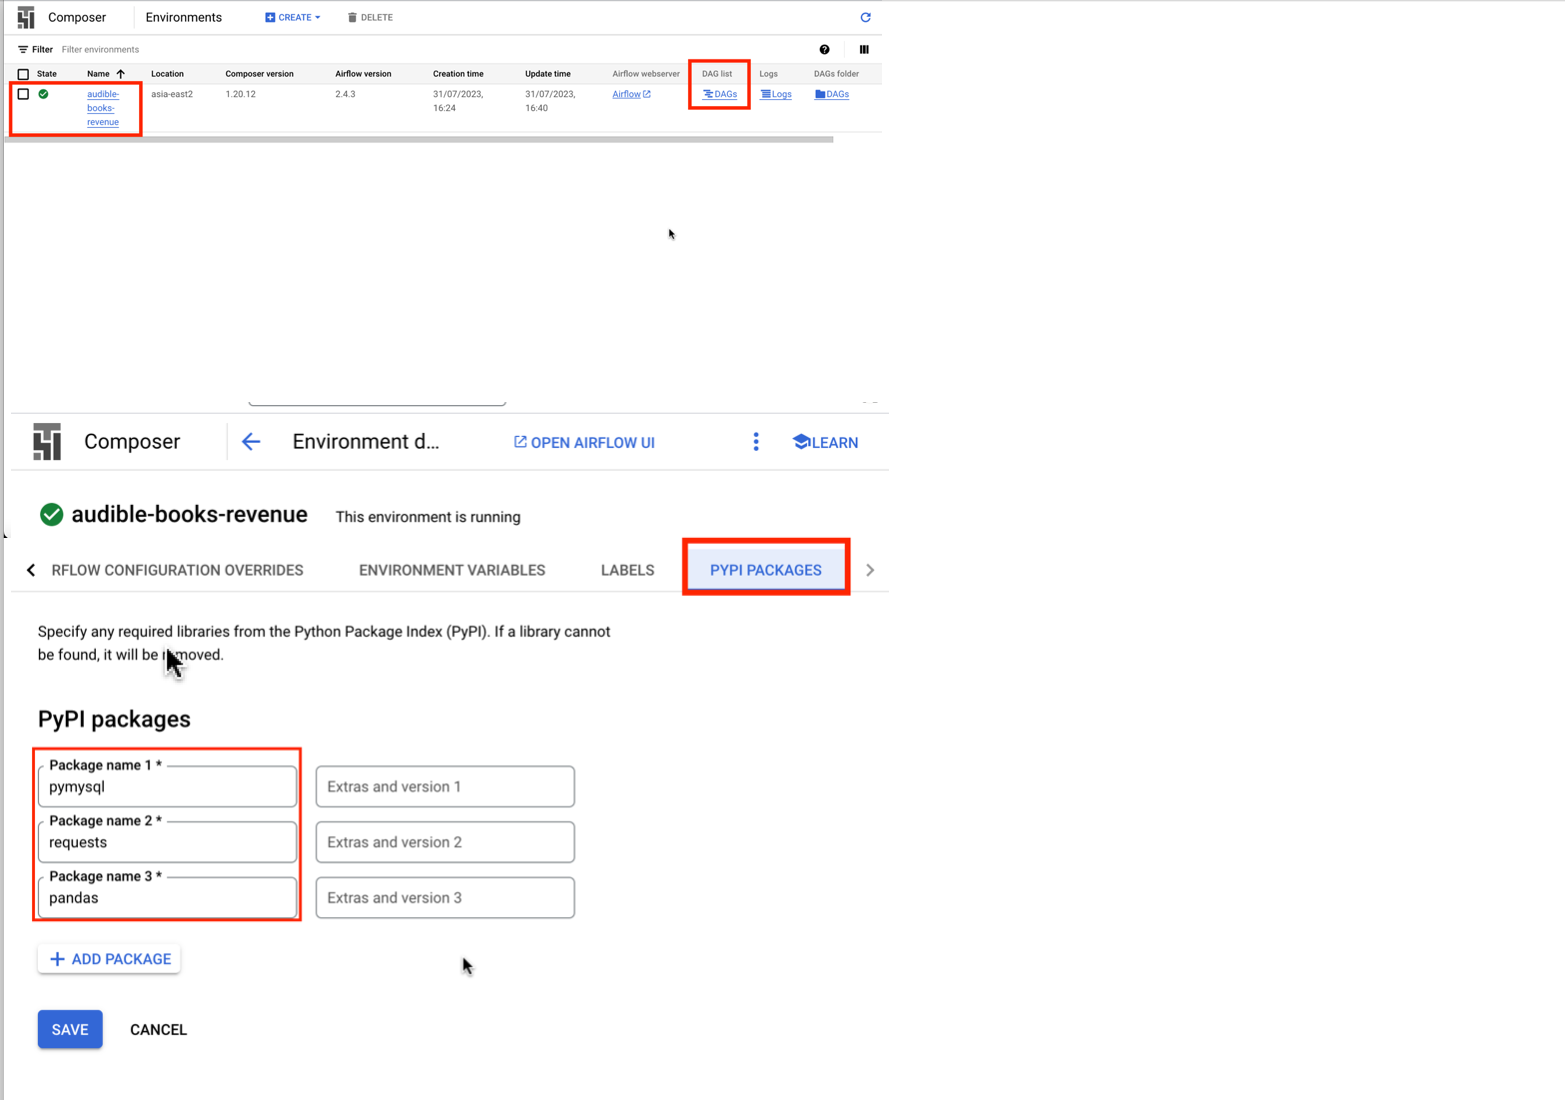 Composer Environments CREATE DELETE
Filter Filter environments
State Name Location Composer version Airflow version Creation time Update time Airflow webserver DAG list Logs DAGs folder
audible- asia-east2 1.20.12 2.4.3 31/07/2023, 31/07/2023, Airflow DAGs Logs DAGs
books- 16:24 16:40
revenue
Composer Environment d... OPEN AIRFLOW UI LEARN
audible-books-revenue This environment is running
RFLOW CONFIGURATION OVERRIDES ENVIRONMENT VARIABLES LABELS PYPI PACKAGES
Specify any required libraries from the Python Package Index (PyPI). If a library cannot
be found, it will be removed.
PyPI packages
Package name 1 *
pymysql Extras and version 1
Package name 2 *
requests Extras and version 2
Package name 3 *
pandas Extras and version 3
+ ADD PACKAGE
SAVE CANCEL